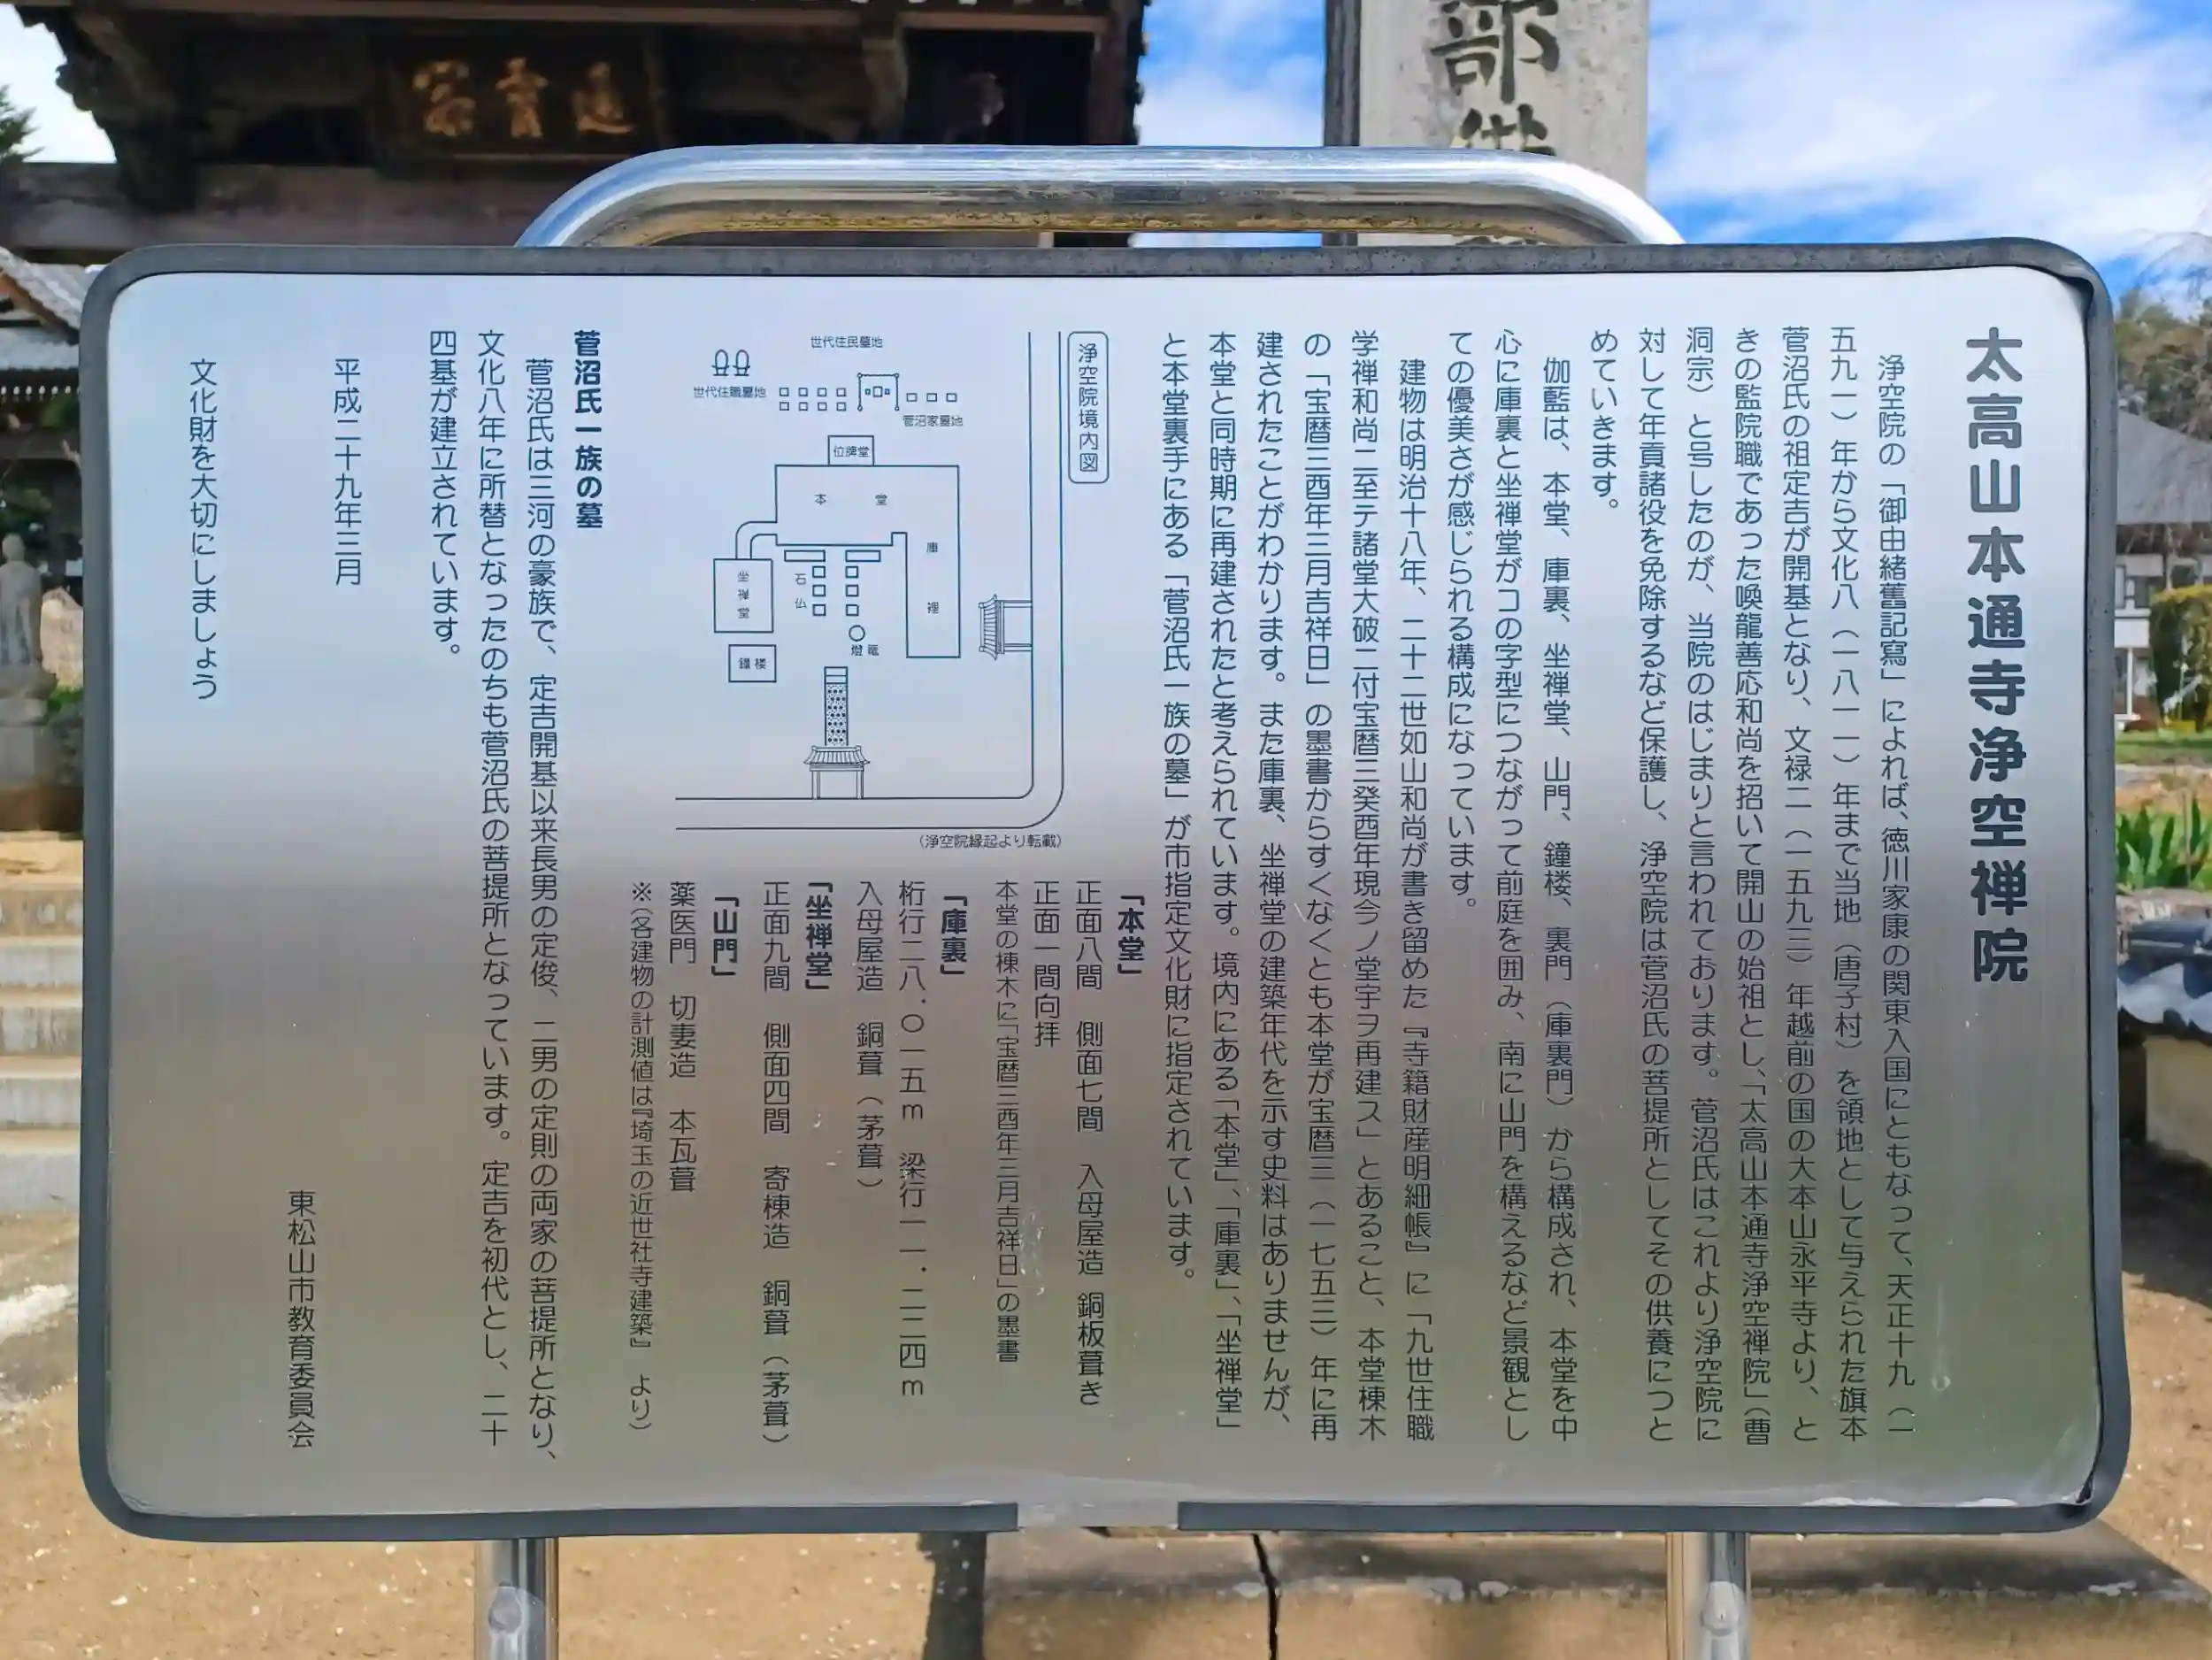 太高山本通寺浄空禅院
浄空院の「御由緒舊記寫」によれば、徳川家康の関東入国にともなって、天正十九（一
五九一）年から文化八（一八一一）年まで当地（唐子村）を領地として与えられた旗本
菅沼氏の祖定吉が開基となり、文禄二（一五九三）年越前の国の大本山永平寺より、と
きの監院職であった喚龍善応和尚を招いて開山の始祖とし、「太高山本通寺浄空禅院」（曹
洞宗）と号したのが、当院のはじまりと言われております。菅沼氏はこれより浄空院に
対して年貢諸役を免除するなど保護し、浄空院は菅沼氏の菩提所としてその供養につと
めていきます。
伽藍は、本堂、庫裏、坐禅堂、山門、鐘楼、裏門（庫裏門）から構成され、本堂を中
心に庫裏と坐禅堂がコの字型につながって前庭を囲み、南に山門を構えるなど景観とし
ての優美さが感じられる構成になっています。
建物は明治十八年、二十二世如山和尚が書き留めた『寺籍財産明細帳』に「九世住職
学禅和尚ニ至テ諸堂大破ニ付宝暦三癸酉年現今ノ堂宇ヲ再建ス」とあること、本堂棟木
の「宝暦三酉年三月吉祥日」の墨書からすくなくとも本堂が宝暦三（一七五三）年に再
建されたことがわかります。また庫裏、坐禅堂の建築年代を示す史料はありませんが、
本堂と同時期に再建されたと考えられています。境内にある「本堂」、「庫裏」、「坐禅堂」
と本堂裏手にある「菅沼氏一族の墓」が市指定文化財に指定されています。
浄空院境内図
世代住民墓地
世代住職墓地
菅沼家墓地
位牌堂
本堂
庫裡
坐禅堂
石仏
燈篭
鐘楼
（浄空院縁起より転載）
「本堂」
正面八間 側面七間 入母屋造 銅板葺き
正面一間向拝
本堂の棟木に「宝暦三酉年三月吉祥日」の墨書
「庫裏」
桁行二八．〇一五ｍ 梁行一一．二二四ｍ
入母屋造 銅葺（茅葺）
「坐禅堂」
正面九間 側面四間 寄棟造 銅葺（茅葺）
「山門」
薬医門 切妻造 本瓦葺
※（各建物の計測値は『埼玉の近世社寺建築』より）
菅沼氏一族の墓
菅沼氏は三河の豪族で、定吉開基以来長男の定俊、二男の定則の両家の菩提所となり、
文化八年に所替となったのちも菅沼氏の菩提所となっています。定吉を初代とし、二十
四基が建立されています。
平成二十九年三月
東松山市教育委員会
文化財を大切にしましょう
部供